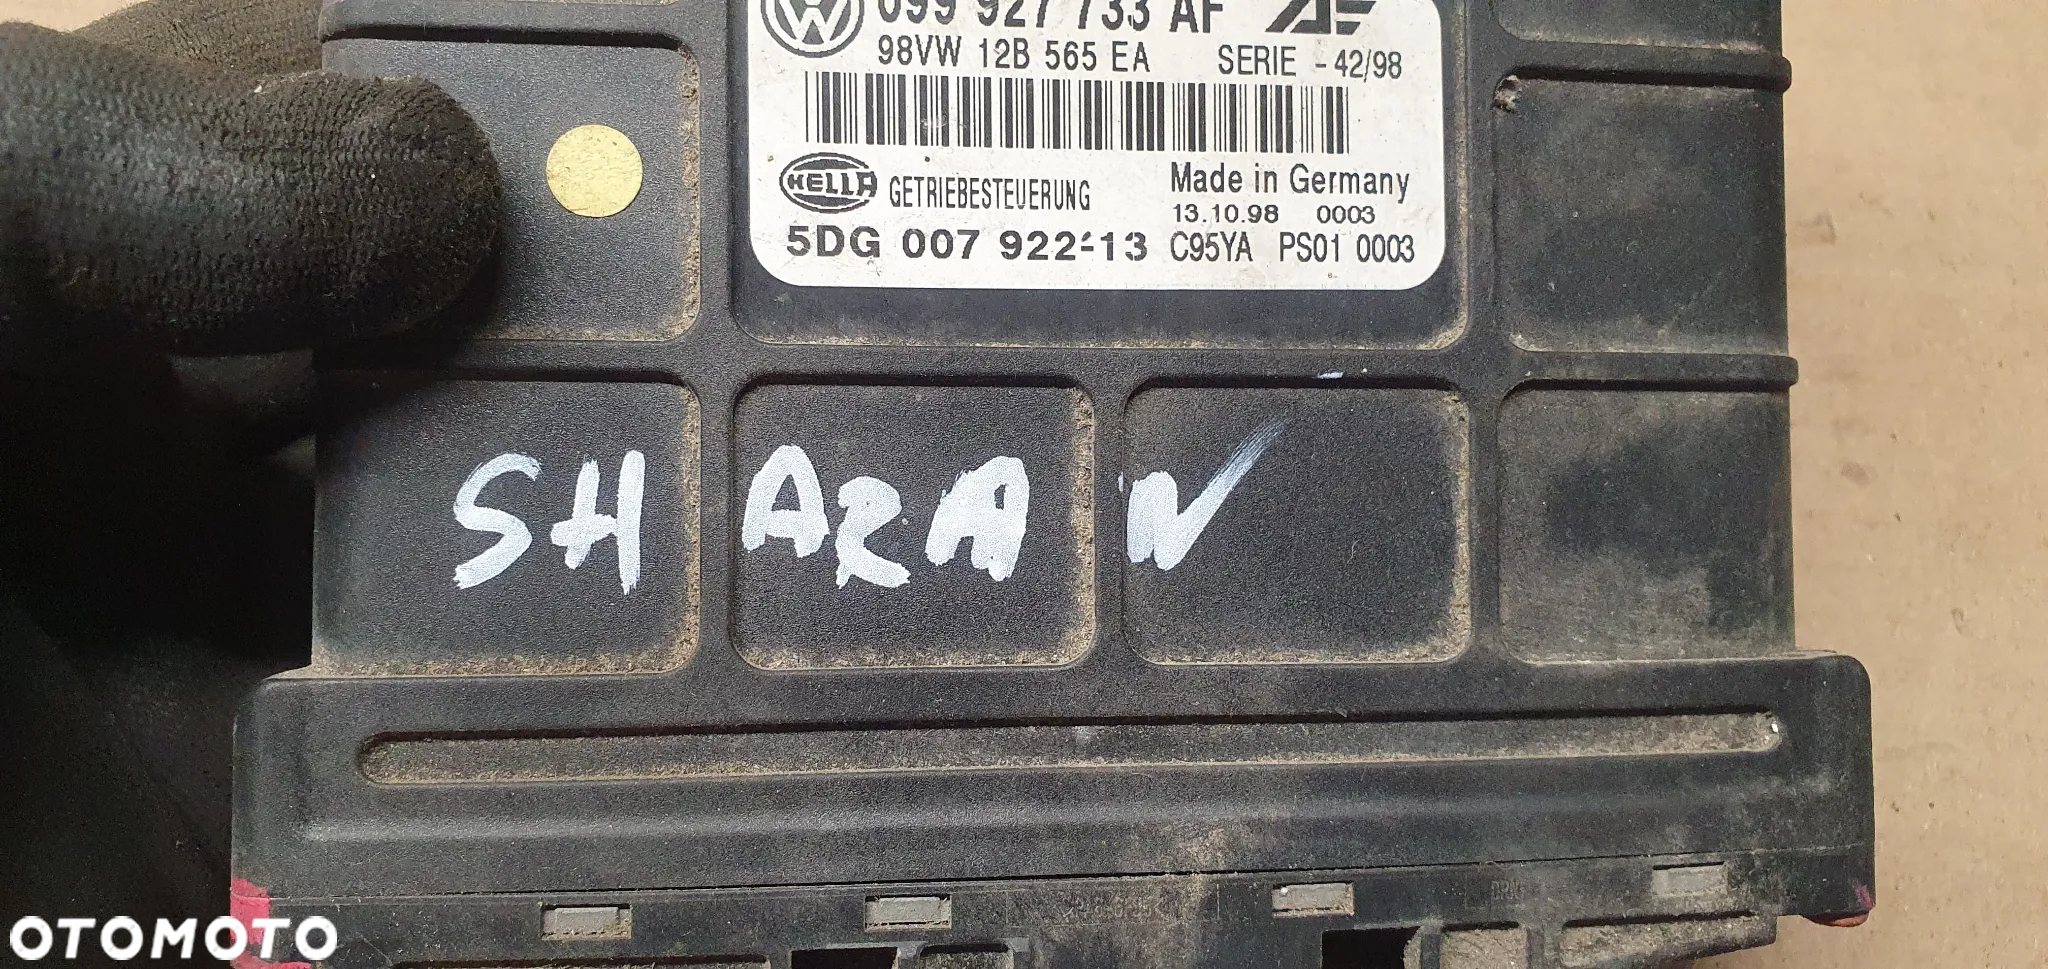 099 927 733 AF
98VW 12B 565 EA SERIE - 42/98
HELLA GETRIEBESTEUERUNG Made in Germany
13.10.98 0003
5DG 007 922-13 C95YA PS01 0003
SHARAN
OTOMOTO